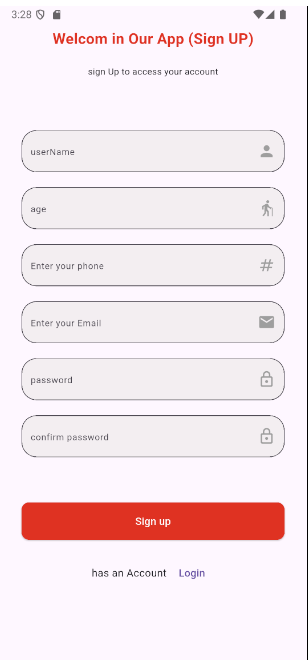 3:28
Welcom in Our App (Sign UP)
sign Up to access your account
userName
age
Enter your phone
#
Enter your Email
password
confirm password
Sign up
has an Account Login